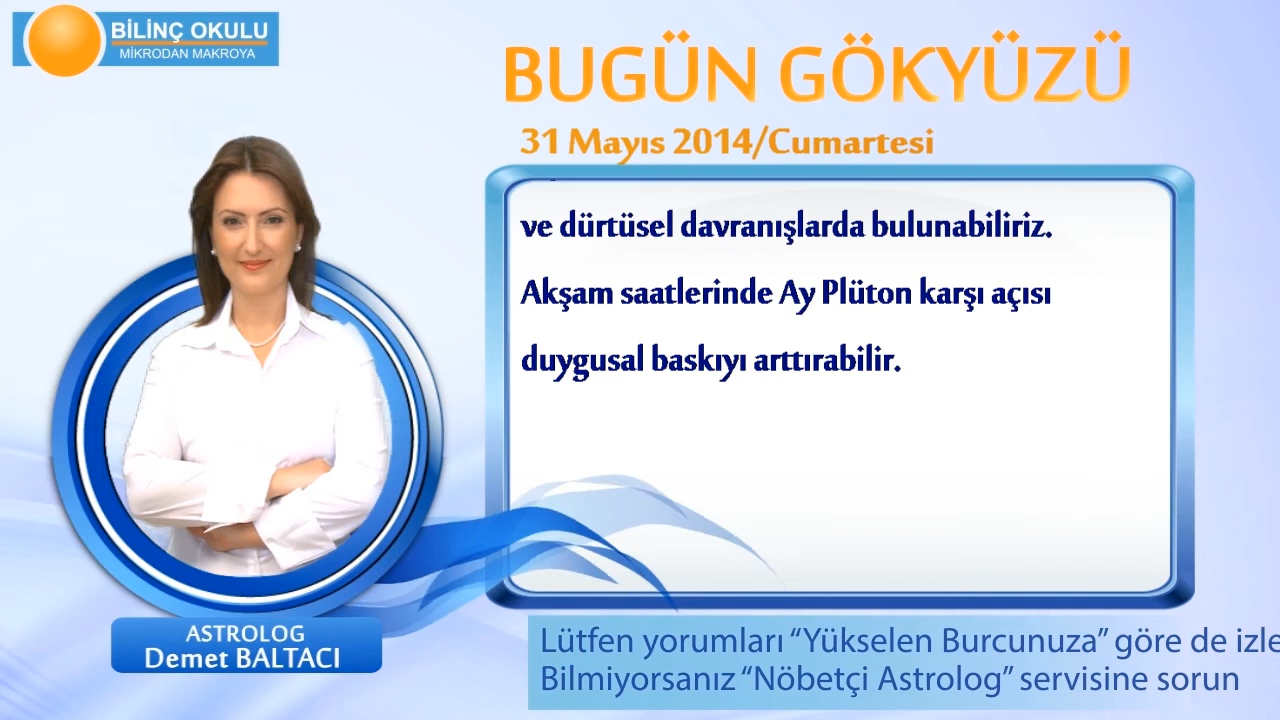 BİLİNÇ OKULU
MİKRODAN MAKROYA
BUGÜN GÖKYÜZÜ
31 Mayıs 2014/Cumartesi
ve dürtüsel davranışlarda bulunabiliriz.
Akşam saatlerinde Ay Plüton karşı açısı
duygusal baskıyı arttırabilir.
ASTROLOG
Demet BALTACI
Lütfen yorumları “Yükselen Burcunuza” göre de izle
Bilmiyorsanız “Nöbetçi Astrolog” servisine sorun